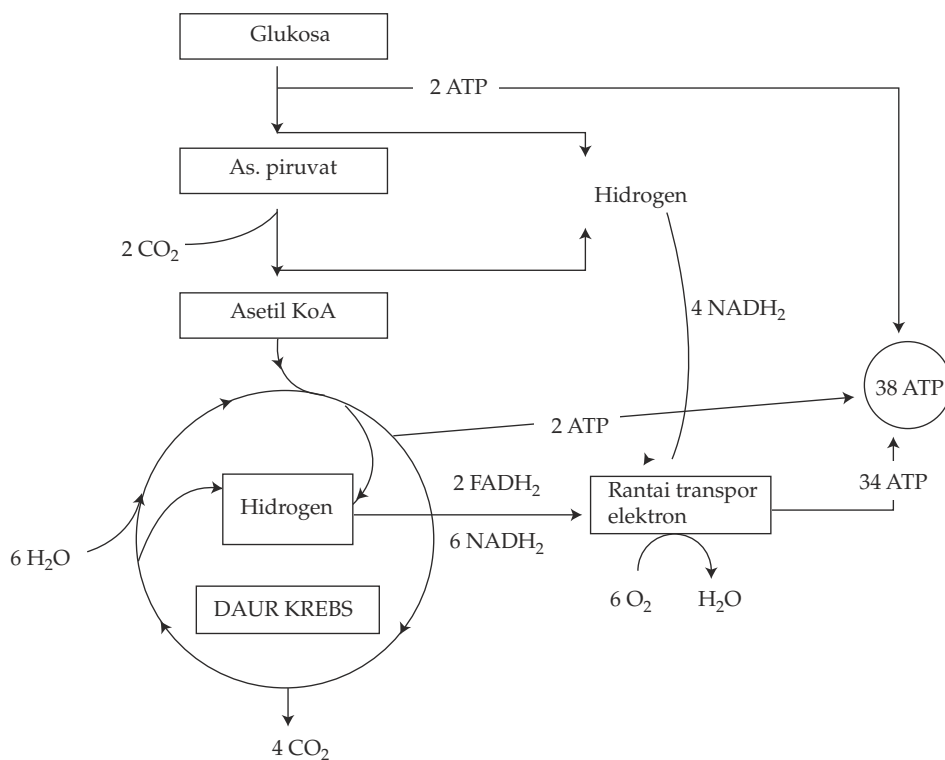 Glukosa
2 ATP
As. piruvat
Hidrogen
2 CO₂
Asetil KoA
4 NADH₂
38 ATP
2 ATP
2 FADH₂
34 ATP
Hidrogen
Rantai transpor
elektron
6 NADH₂
6 H₂O
DAUR KREBS
6 O₂
H₂O
4 CO₂